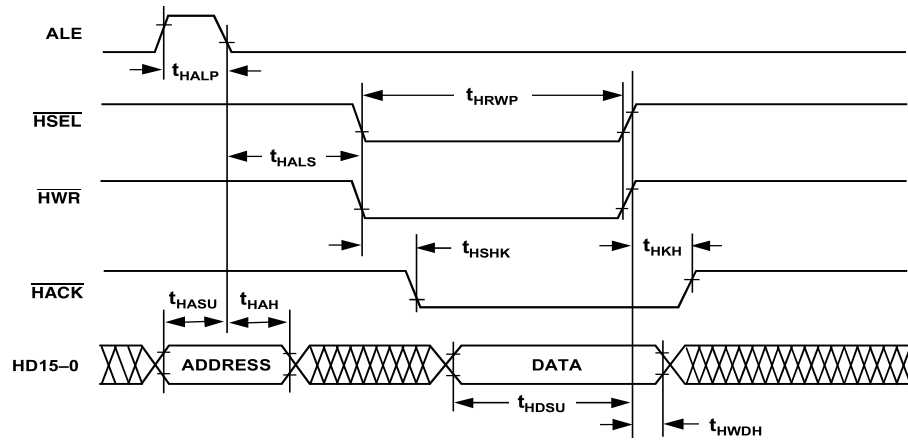 ALE
tHALP
tHRWP
HSEL
tHALS
HWR
tHSHK
tHKH
HACK
tHASU tHAH
HD15–0 ADDRESS DATA
tHDSU
tHWDH